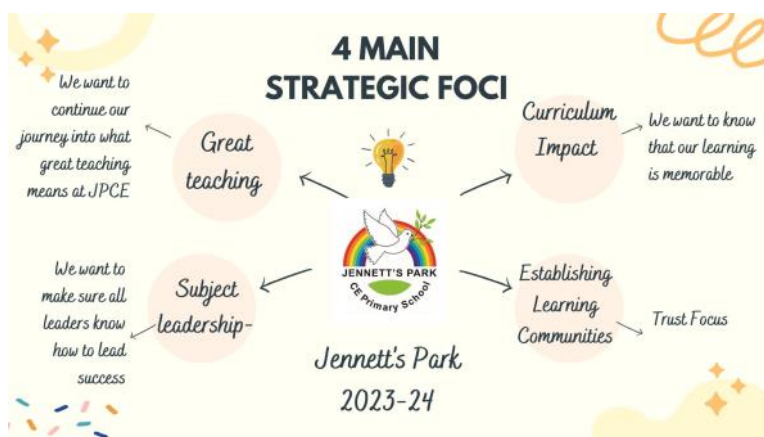 4 MAIN
STRATEGIC FOCI
We want to
continue our
journey into what
great teaching
means at JPCE
Great
teaching
Curriculum
Impact
We want to know
that our learning
is memorable
JENNETT'S PARK
CE Primary School
We want to
make sure all
leaders know
how to lead
success
Subject
leadership-
Establishing
Learning
Communities
Trust Focus
Jennett's Park
2023-24